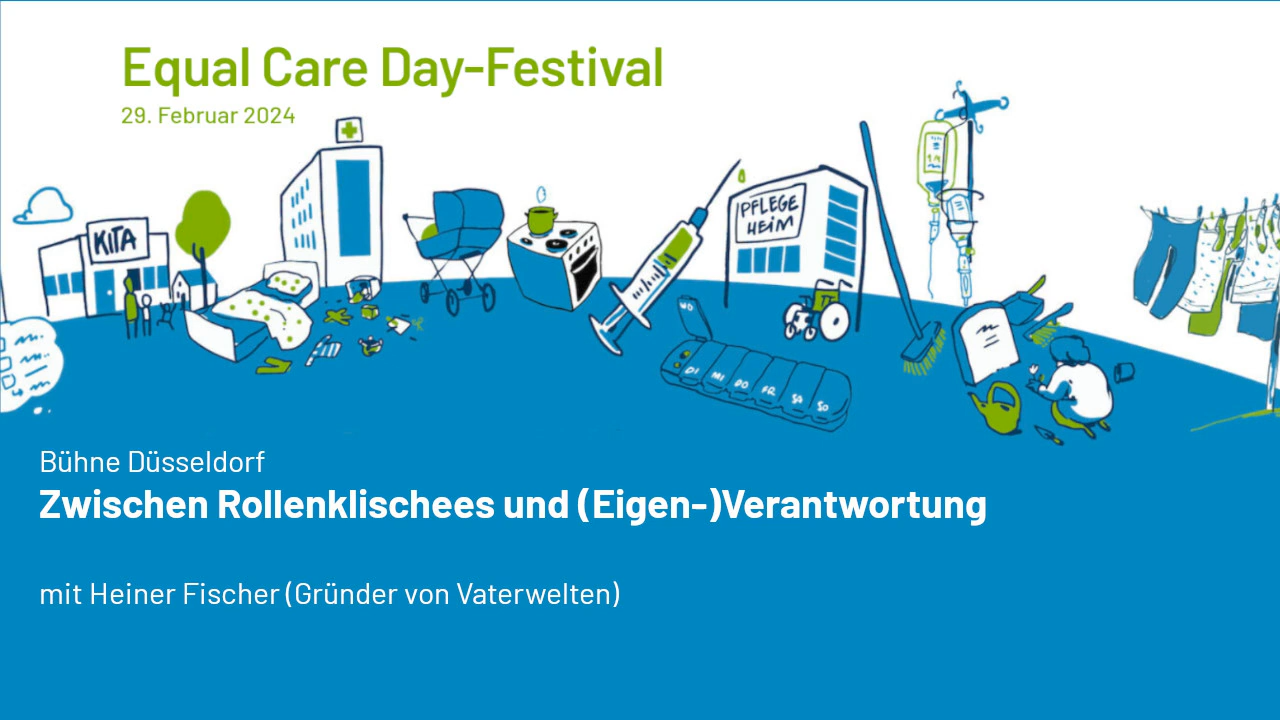 Equal Care Day-Festival
29. Februar 2024
KITA
PFLEGE
HEIM
MO
DI MI DO FR SA SO
Bühne Düsseldorf
Zwischen Rollenklischees und (Eigen-)Verantwortung
mit Heiner Fischer (Gründer von Vaterwelten)